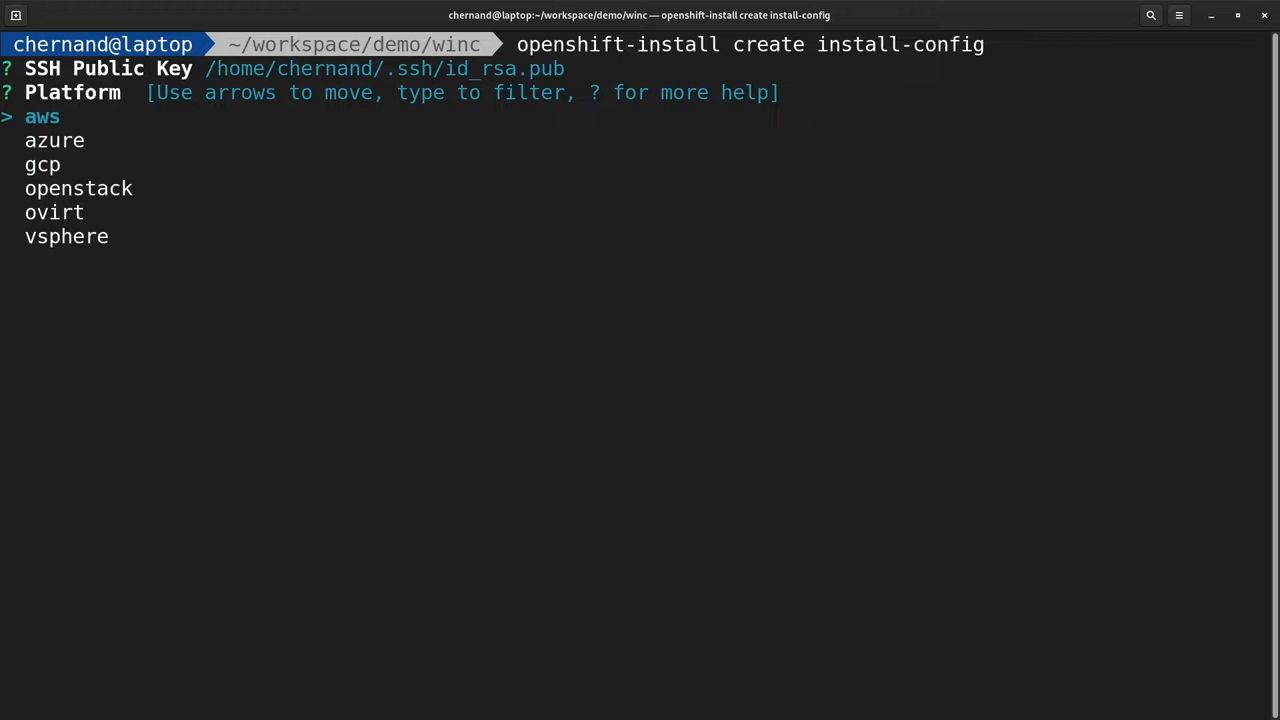 chernand@laptop:~/workspace/demo/winc — openshift-install create install-config
chernand@laptop ~/workspace/demo/winc openshift-install create install-config
? SSH Public Key /home/chernand/.ssh/id_rsa.pub
? Platform [Use arrows to move, type to filter, ? for more help]
> aws
azure
gcp
openstack
ovirt
vsphere